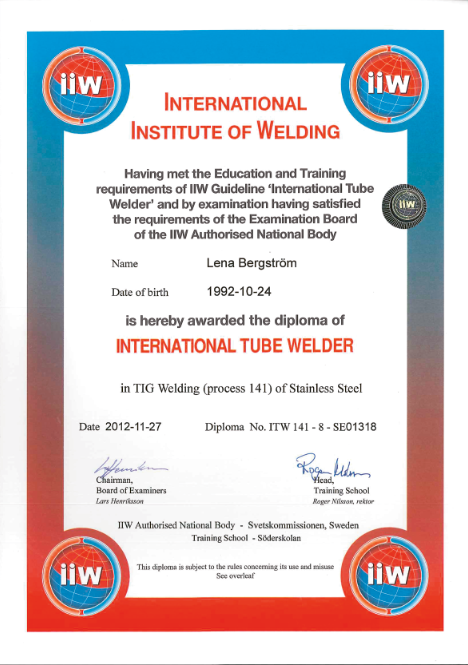 iiw
iiw
INTERNATIONAL
INSTITUTE OF WELDING
Having met the Education and Training
requirements of IIW Guideline ‘International Tube
Welder’ and by examination having satisfied
the requirements of the Examination Board
of the IIW Authorised National Body
iiw
Name Lena Bergström
Date of birth 1992-10-24
is hereby awarded the diploma of
INTERNATIONAL TUBE WELDER
in TIG Welding (process 141) of Stainless Steel
Date 2012-11-27 Diploma No. ITW 141 - 8 - SE01318
Chairman, Head,
Board of Examiners Training School
Lars Henriksson Roger Nilsson, rektor
IIW Authorised National Body - Svetskommissionen, Sweden
Training School - Söderskolan
This diploma is subject to the rules concerning its use and misuse
See overleaf
iiw
iiw